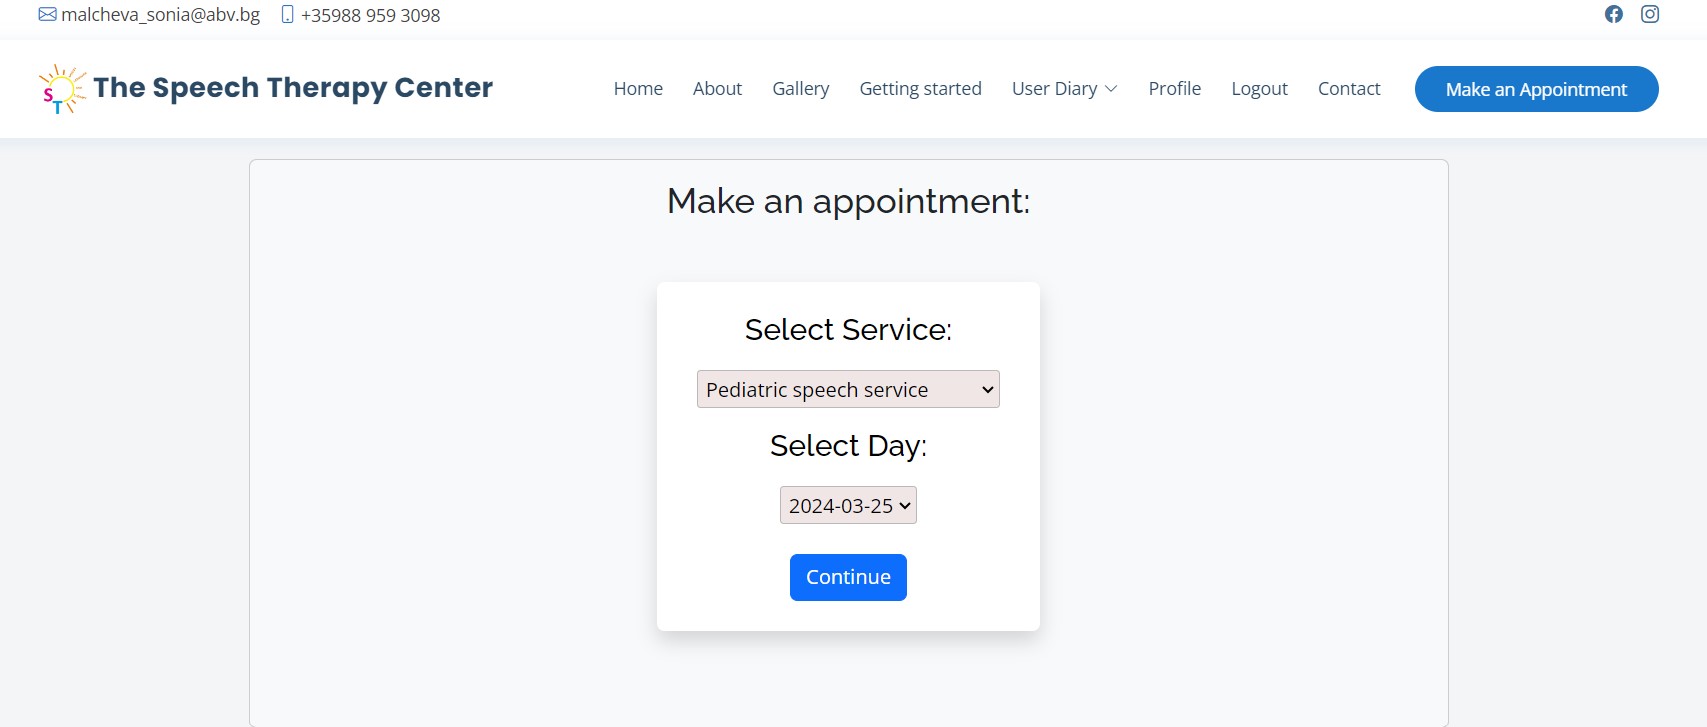 malcheva_sonia@abv.bg +35988 959 3098
ST The Speech Therapy Center Home About Gallery Getting started User Diary Profile Logout Contact Make an Appointment
Make an appointment:
Select Service:
Pediatric speech service
Select Day:
2024-03-25
Continue